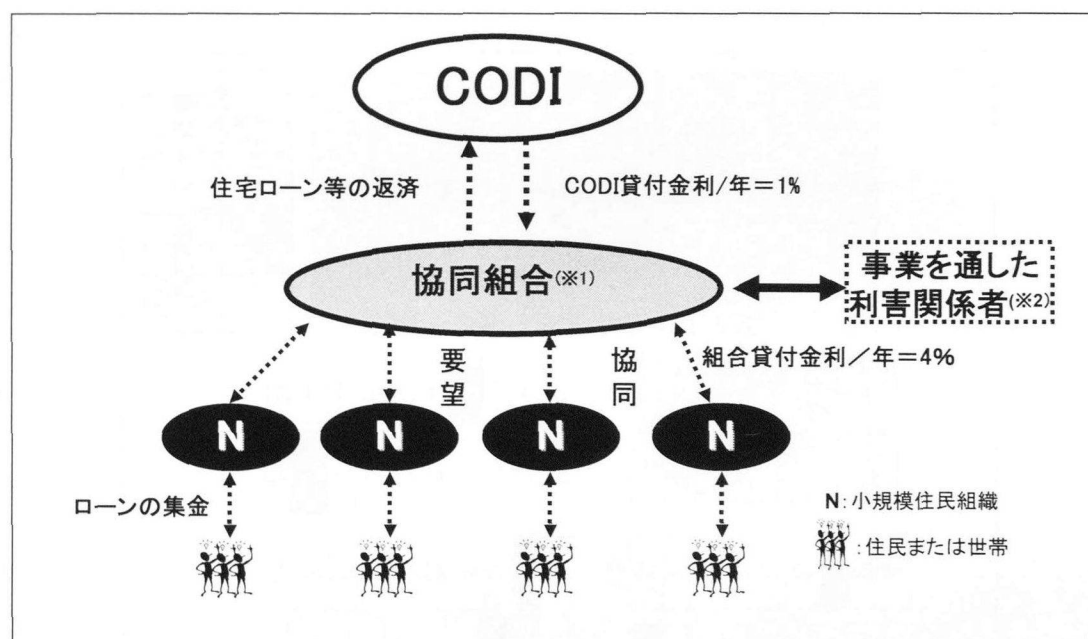 CODI
住宅ローン等の返済
CODI貸付金利/年=1%
協同組合(※1)
事業を通した
利害関係者(※2)
要望
協同
組合貸付金利/年=4%
N
N
N
N
ローンの集金
N:小規模住民組織
:住民または世帯